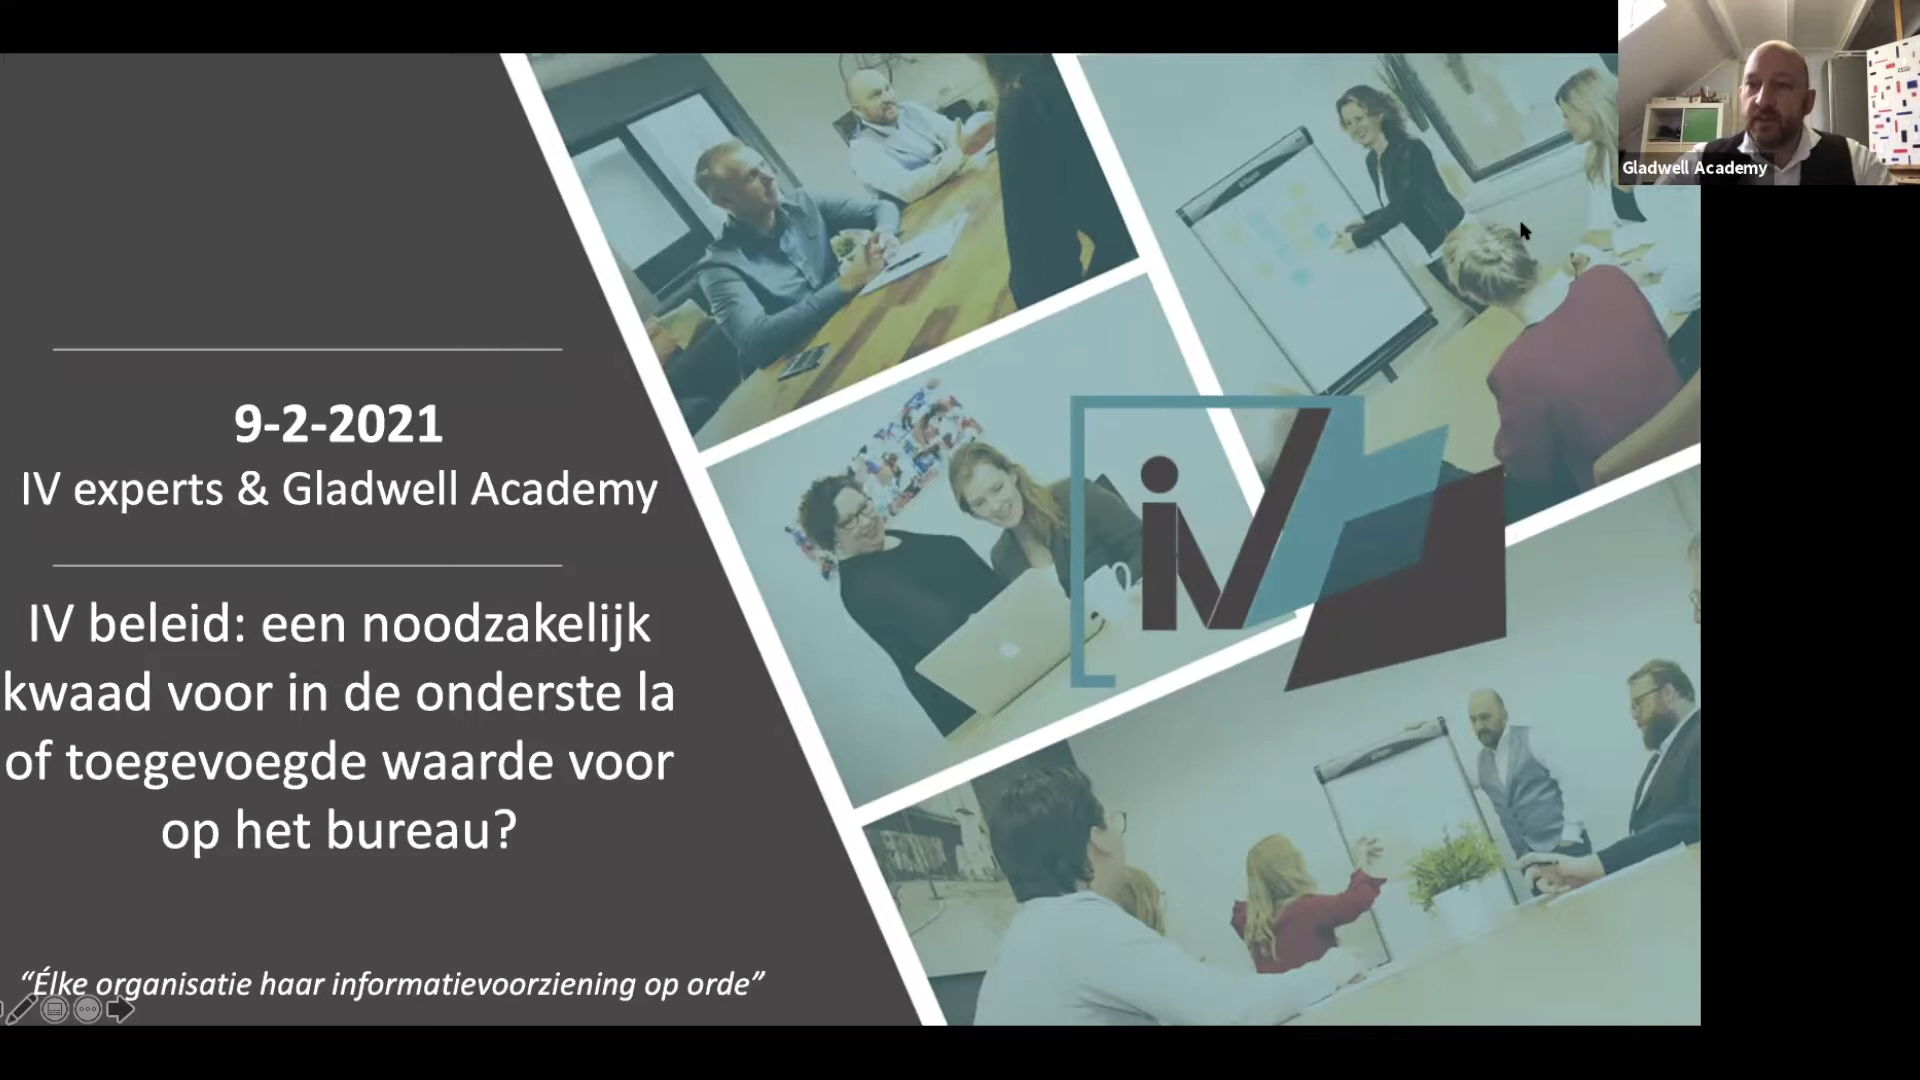 Gladwell Academy
9-2-2021
IV experts & Gladwell Academy
IV beleid: een noodzakelijk
kwaad voor in de onderste la
of toegevoegde waarde voor
op het bureau?
iV
“Élke organisatie haar informatievoorziening op orde”